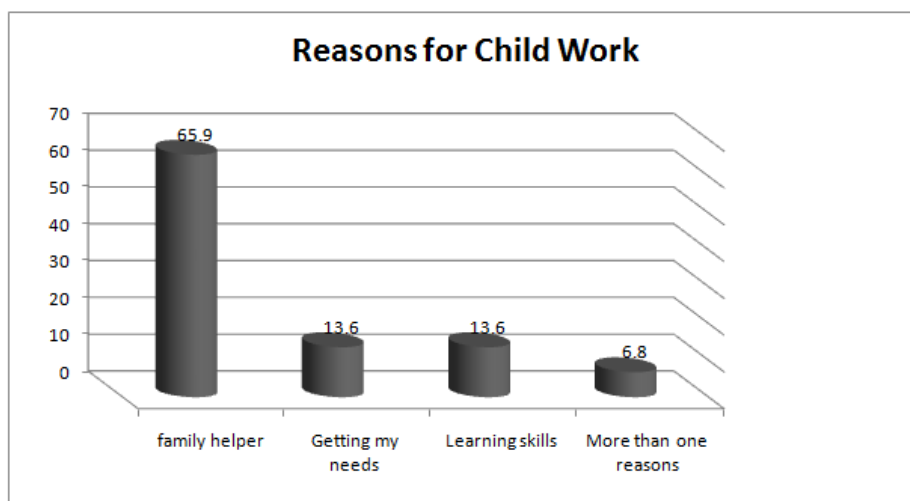 Reasons for Child Work
70
60
50
40
30
20
10
0
65.9
13.6
13.6
6.8
family helper
Getting my
needs
Learning skills
More than one
reasons